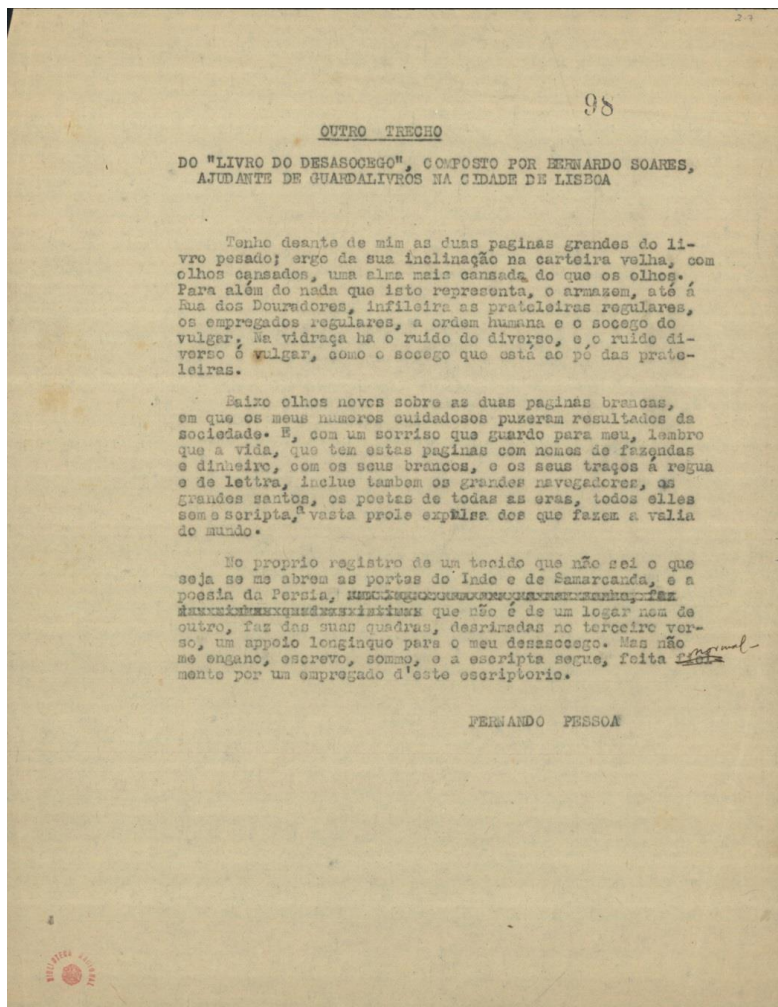 2-7
98
OUTRO TRECHO
DO "LIVRO DO DESASOCEGO", COMPOSTO POR BERNARDO SOARES,
AJUDANTE DE GUARDALIVROS NA CIDADE DE LISBOA
Tenho deante de mim as duas paginas grandes do li-
vro pesado; ergo da sua inclinação na carteira velha, com
olhos cansados, uma alma mais cansada do que os olhos.
Para além do nada que isto representa, o armazem, até á
Rua dos Douradores, infileira as prateleiras regulares,
os empregados regulares, a ordem humana e o socego do
vulgar. Na vidraça ha o ruido do diverso, e o ruido di-
verso é vulgar, como o socego que está ao pé das prate-
leiras.
Baixo olhos novos sobre as duas paginas brancas,
em que os meus numeros cuidadosos puzeram resultados da
sociedade. E, com um sorriso que guardo para meu, lembro
que a vida, que tem estas paginas com nomes de fazendas
e dinheiro, com os seus brancos, e os seus traços á regua
e de lettra, inclue tambem os grandes navegadores, os
grandes santos, os poetas de todas as eras, todos elles
sem escripta, a vasta prole expulsa dos que fazem a valia
do mundo.
No proprio registro de um tecido que não sei o que
seja se me abrem as portas do Indo e de Samarcanda, e a
poesia da Persia,
que não é de um logar nem de
outro, faz das suas quadras, desrimadas no terceiro ver-
so, um appoio longinquo para o meu desasocego. Mas não
me engano, escrevo, sommo, e a escripta segue, feita normal-
mente por um empregado d'este escriptorio.
FERNANDO PESSOA
BIBLIOTECA NACIONAL